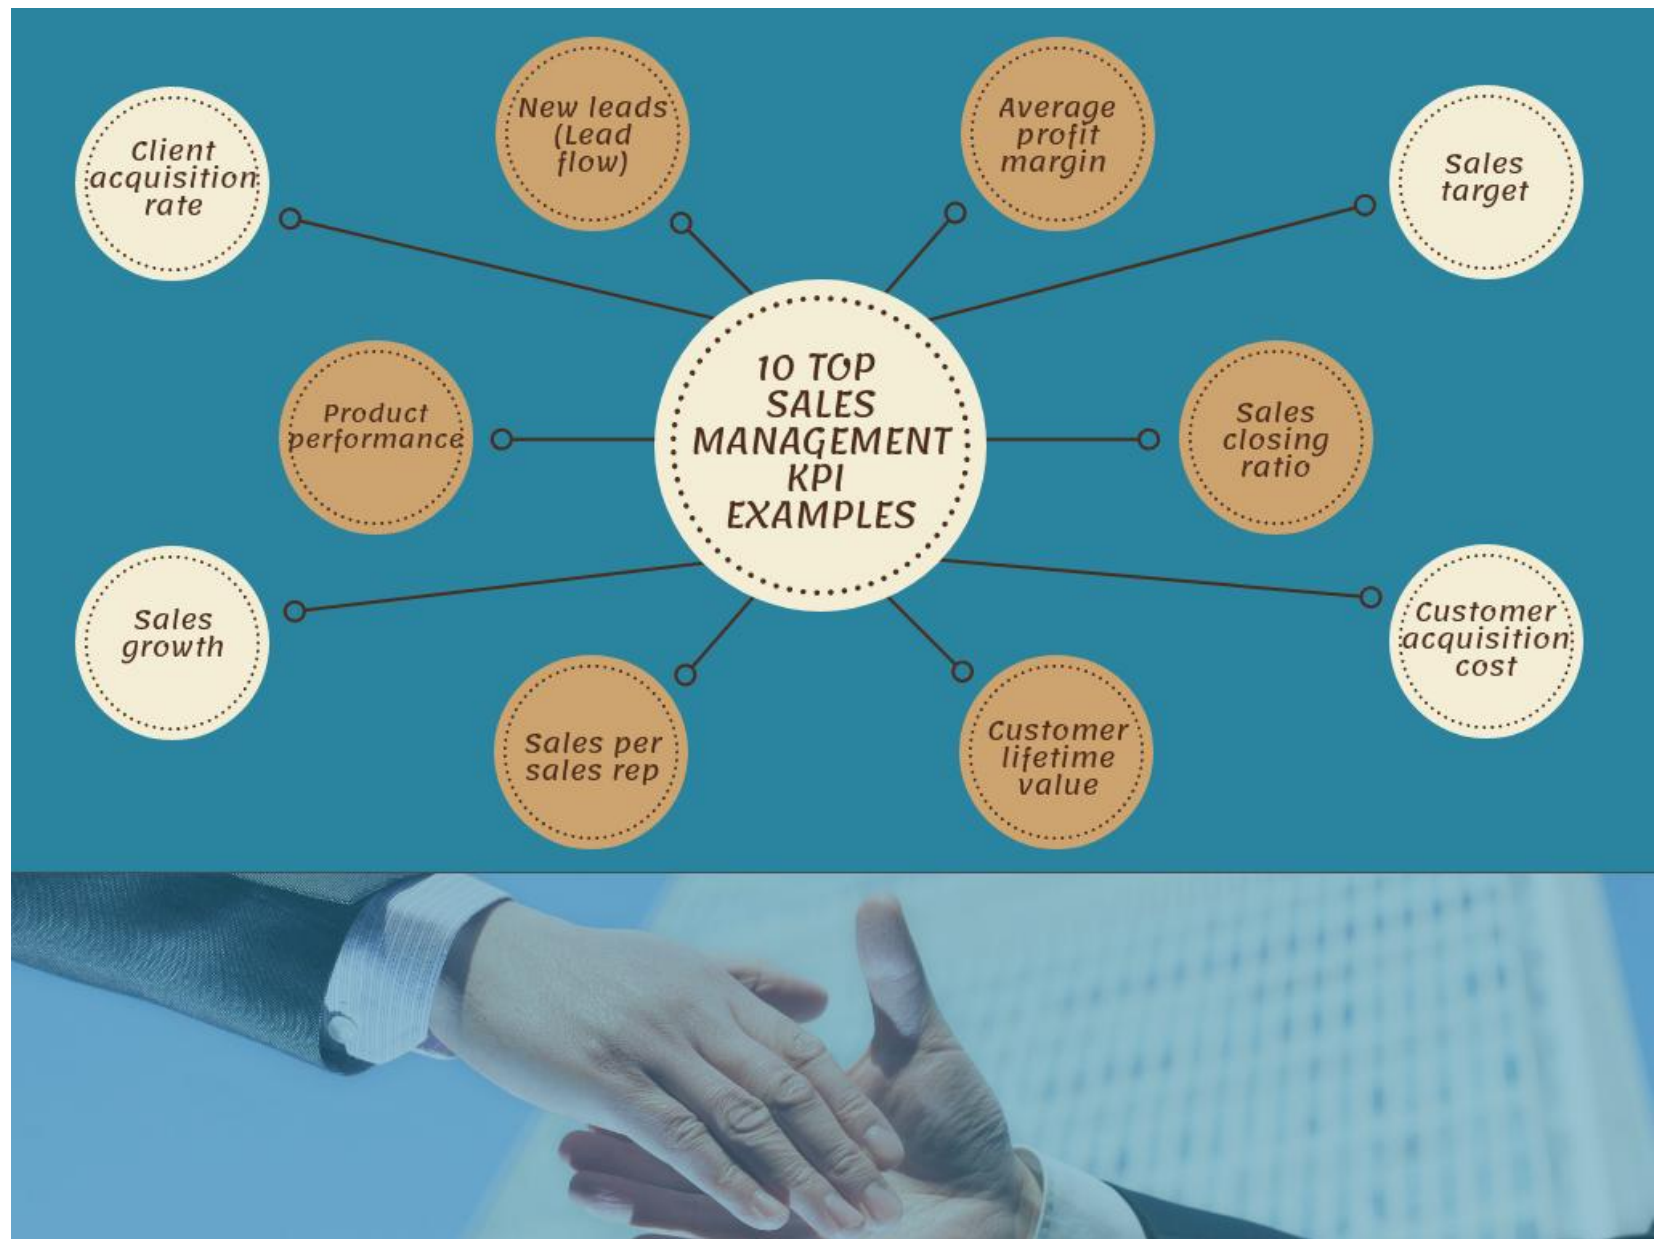 New leads
(Lead
flow)
Average
profit
margin
Client
acquisition
rate
Sales
target
10 TOP
SALES
MANAGEMENT
KPI
EXAMPLES
Product
performance
Sales
closing
ratio
Sales
growth
Customer
acquisition
cost
Sales per
sales rep
Customer
lifetime
value